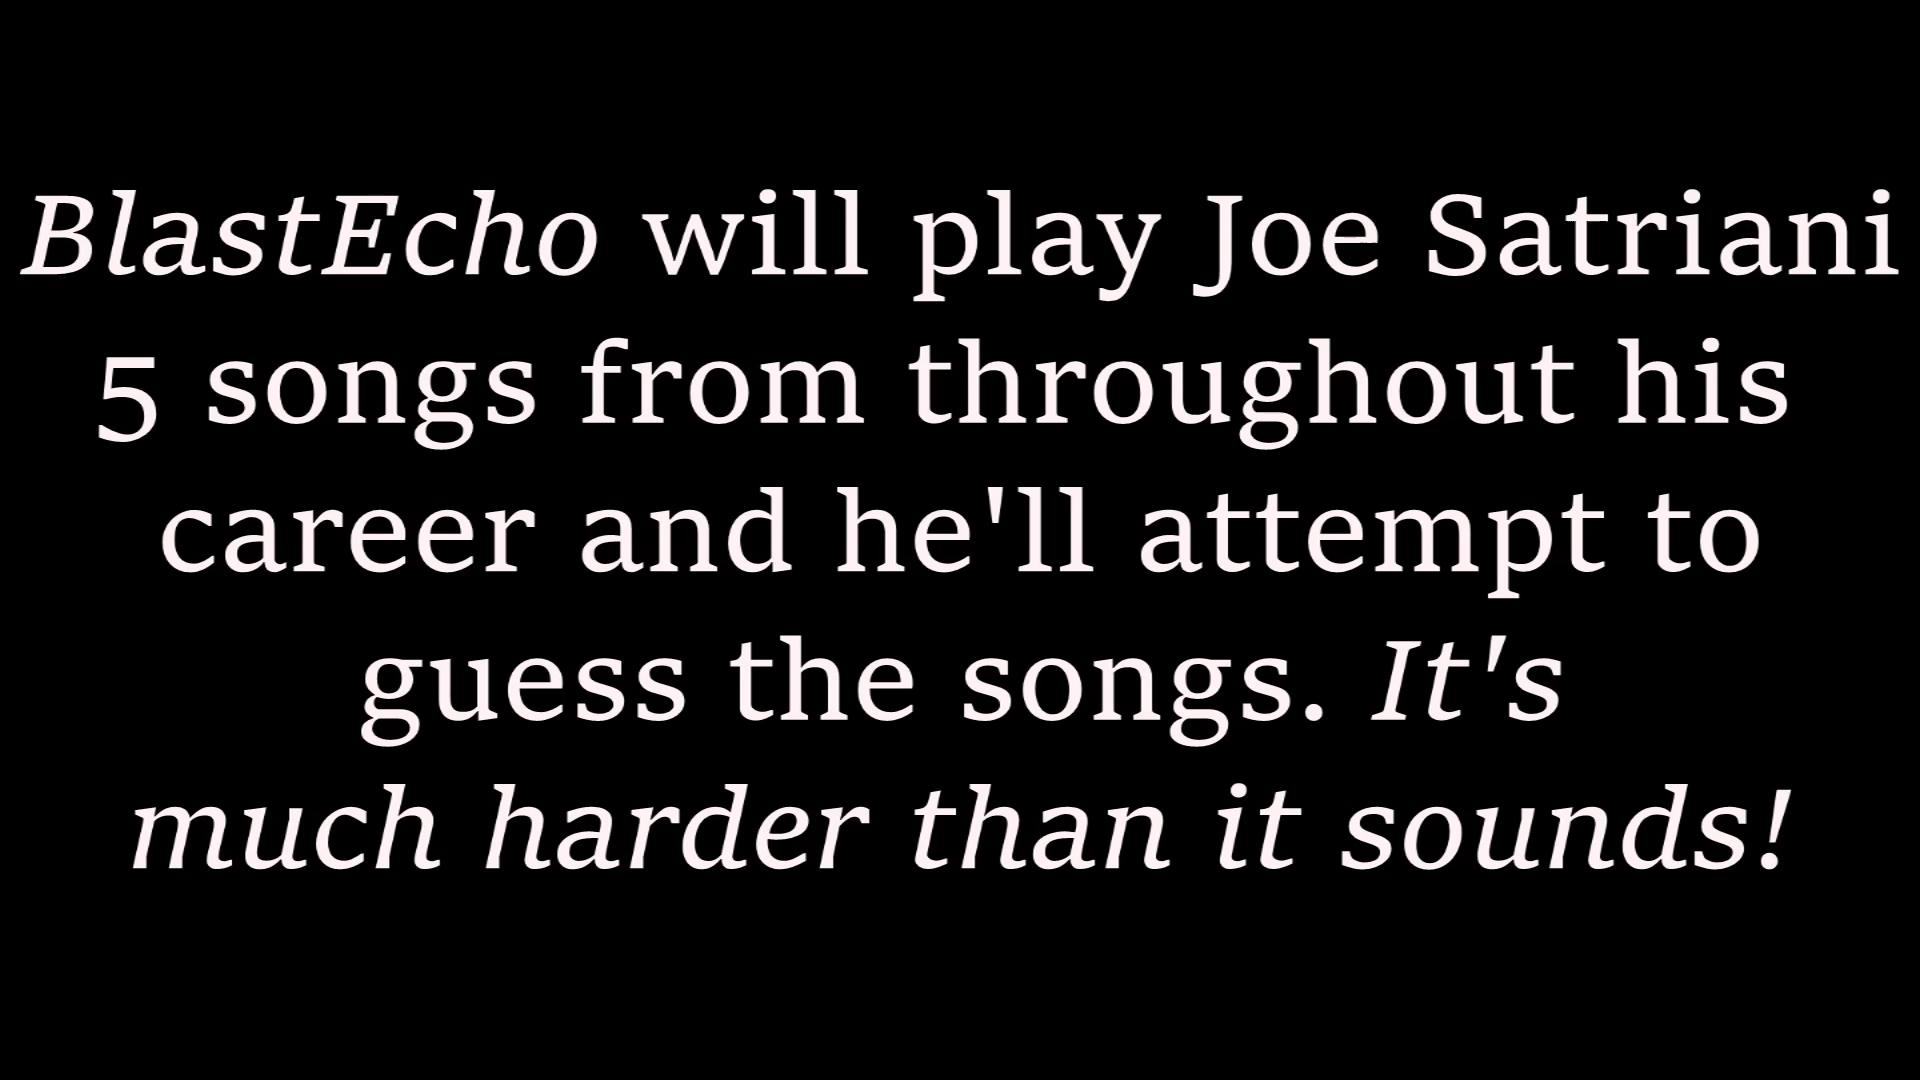 BlastEcho will play Joe Satriani
5 songs from throughout his
career and he'll attempt to
guess the songs. It's
much harder than it sounds!